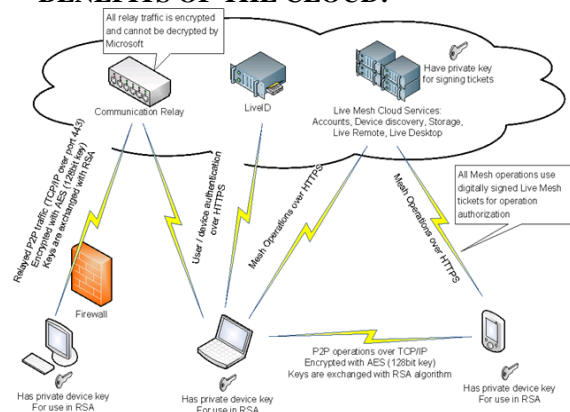 BENEFITS OF THE CLOUD:
All relay traffic is encrypted
and cannot be decrypted by
Microsoft
Communication Relay
LiveID
Have private key
for signing tickets
Live Mesh Cloud Services:
Accounts, Device discovery, Storage,
Live Remote, Live Desktop
Relayed P2P traffic (TCP/IP over port 443)
Encrypted with AES (128bit key)
Keys are exchanged with RSA
User / device authentication
over HTTPS
Mesh Operations over HTTPS
Mesh Operations over HTTPS
All Mesh operations use
digitally signed Live Mesh
tickets for operation
authorization
Firewall
P2P operations over TCP/IP
Encrypted with AES (128bit key)
Keys are exchanged with RSA algorithm
Has private device key
For use in RSA
Has private device key
For use in RSA
Has private device key
For use in RSA